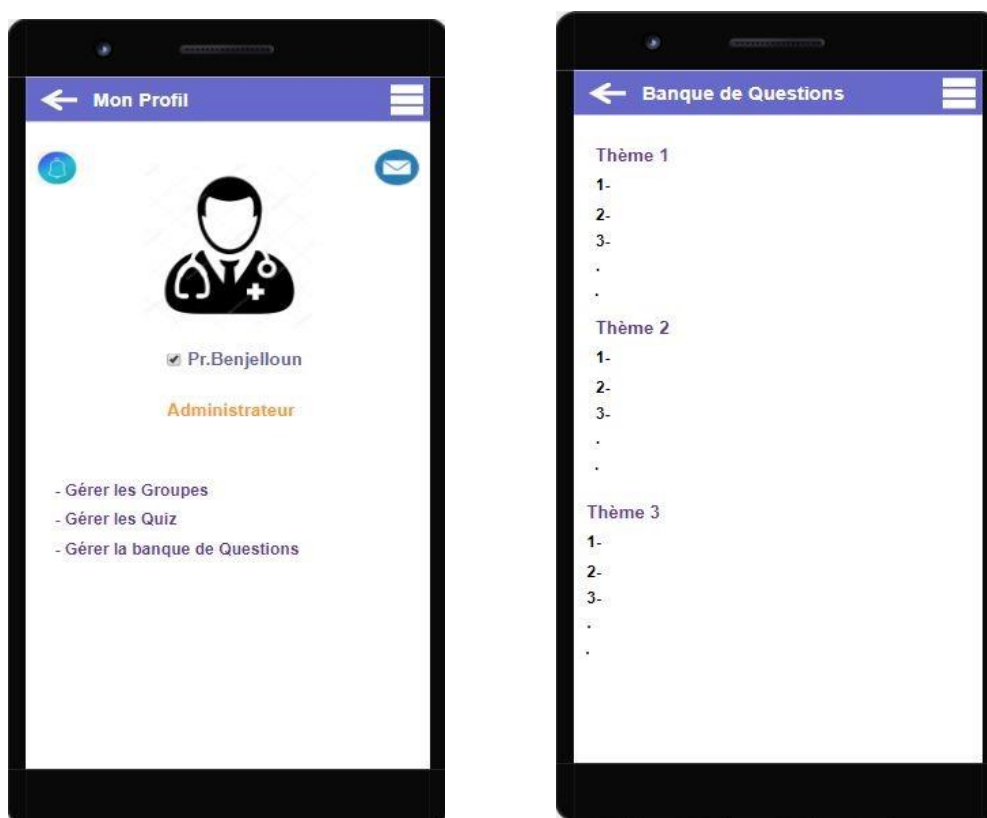 Mon Profil
Pr.Benjelloun
Administrateur
- Gérer les Groupes
- Gérer les Quiz
- Gérer la banque de Questions
Banque de Questions
Thème 1
1-
2-
3-
.
.
Thème 2
1-
2-
3-
.
.
Thème 3
1-
2-
3-
.
.